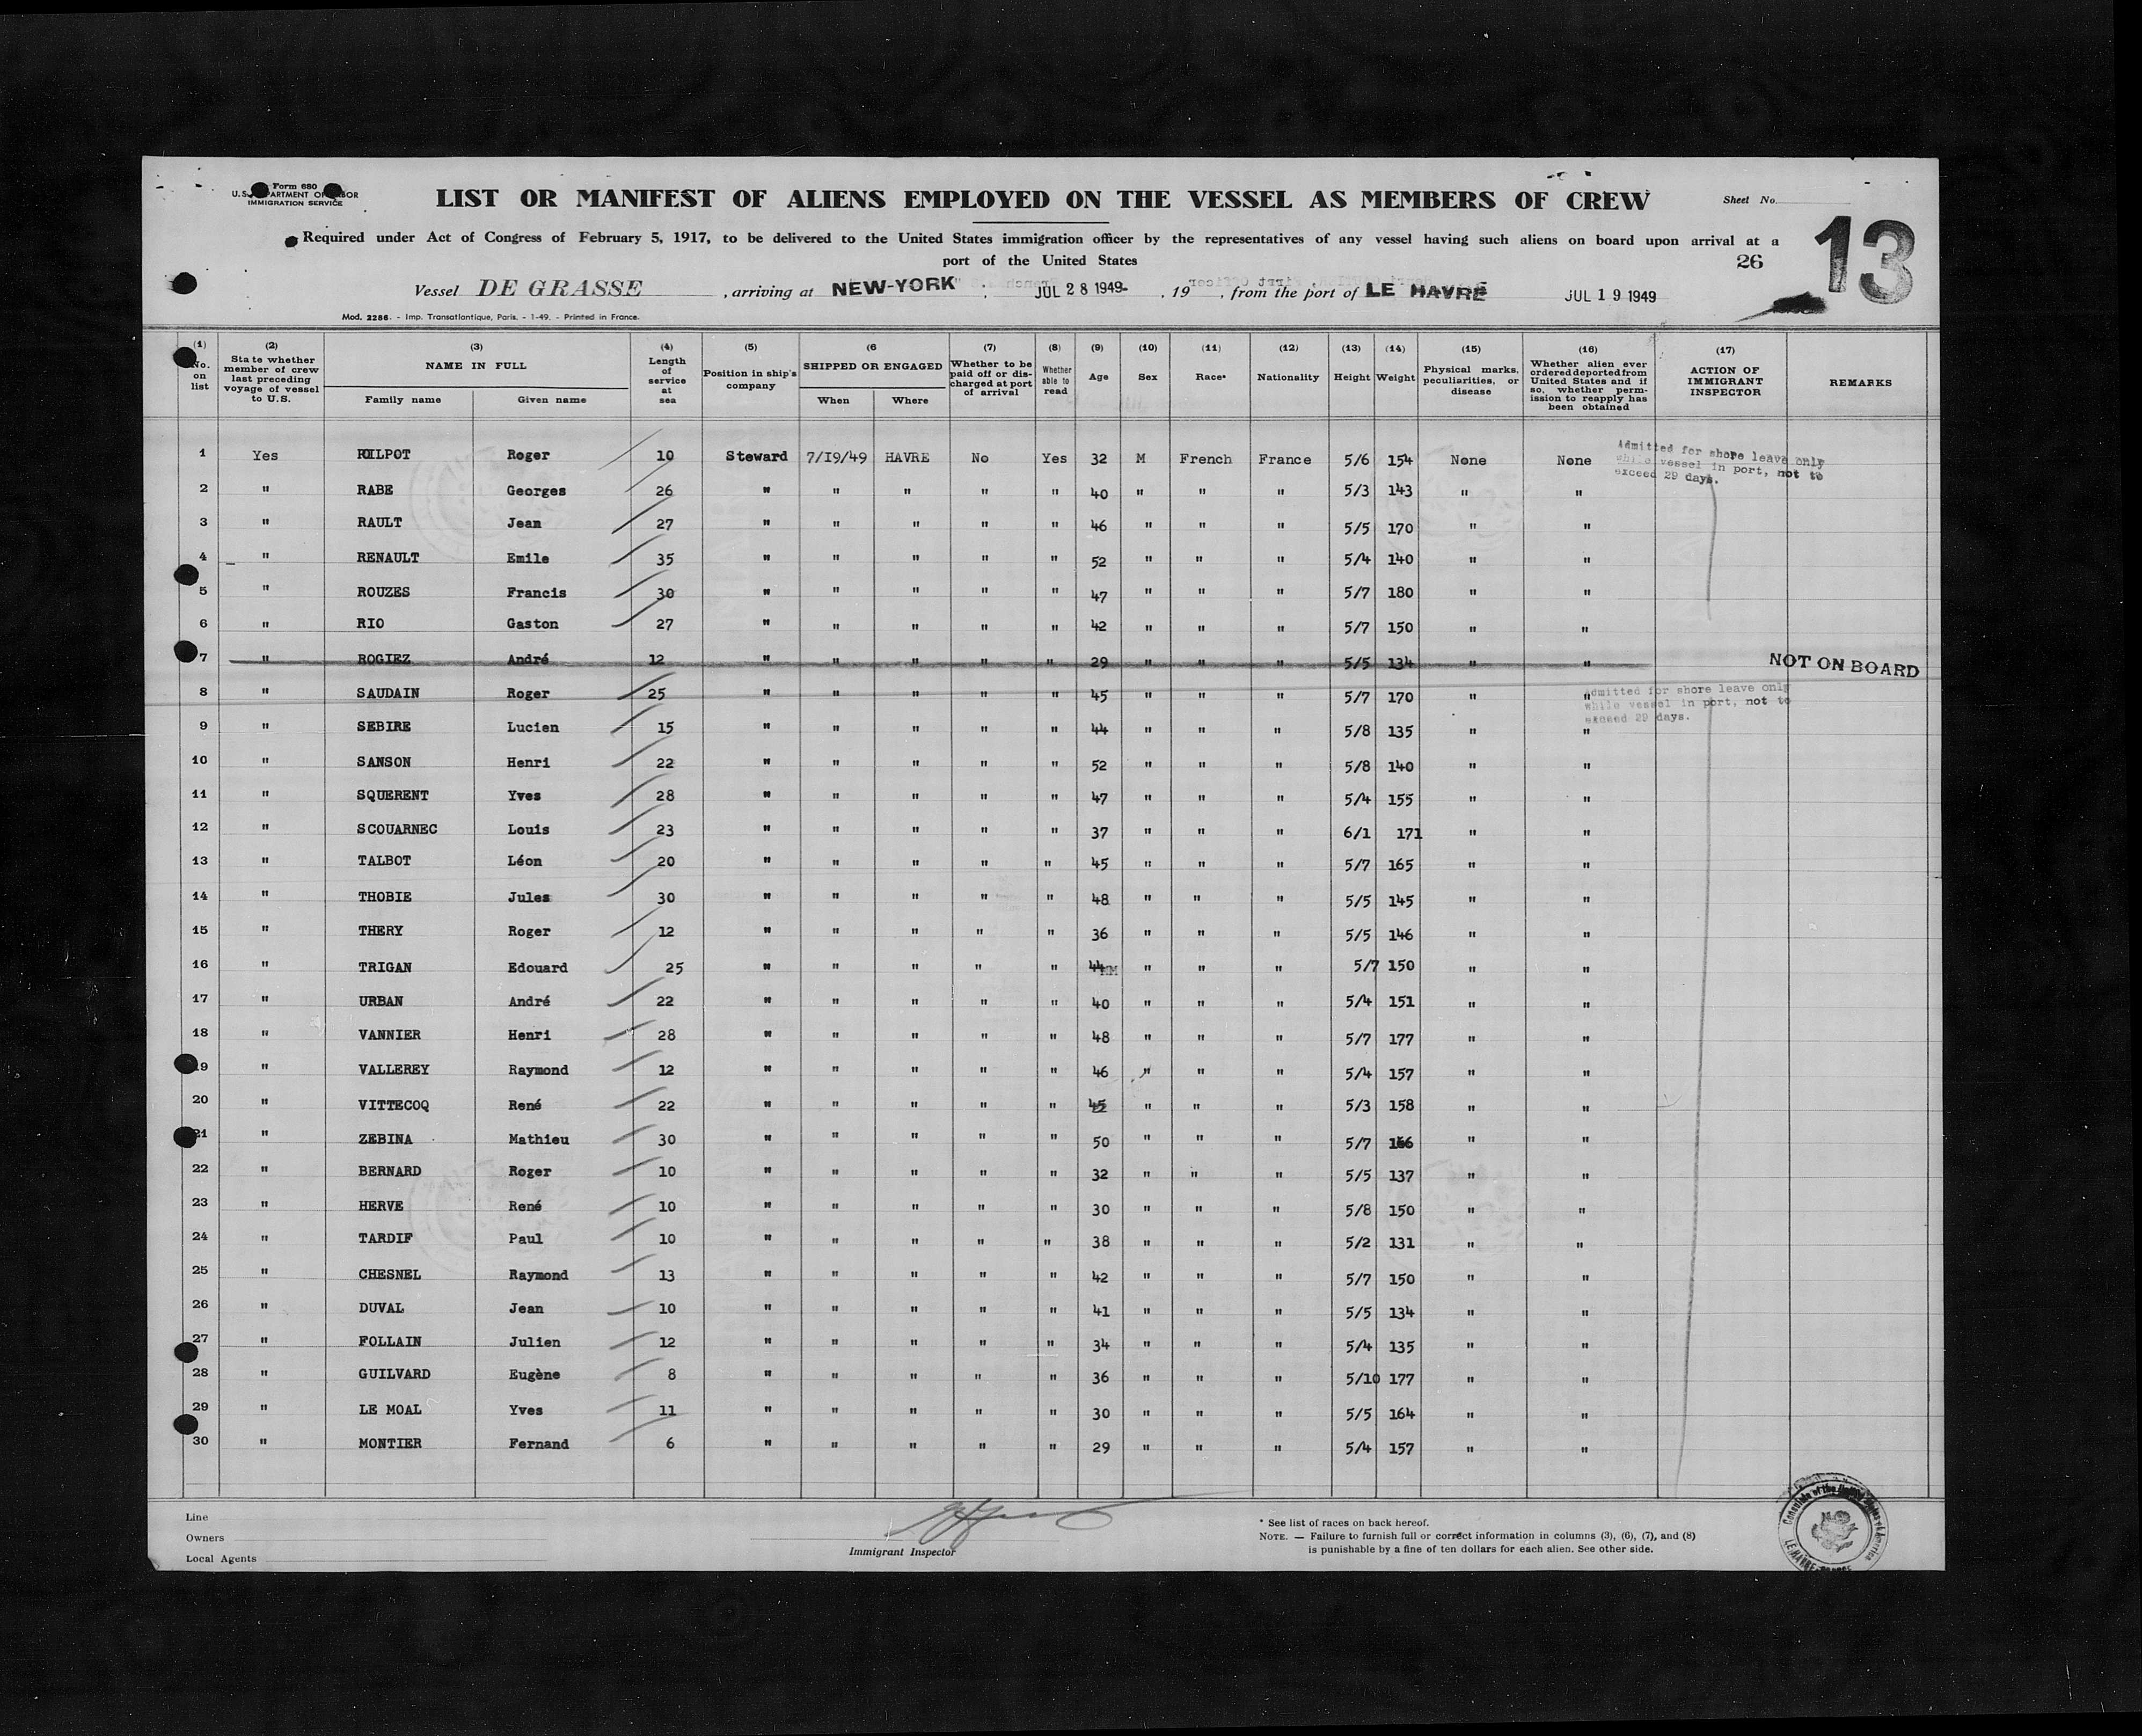 Form 680
U.S. DEPARTMENT OF LABOR
IMMIGRATION SERVICE
LIST OR MANIFEST OF ALIENS EMPLOYED ON THE VESSEL AS MEMBERS OF CREW
Sheet No.
13
Required under Act of Congress of February 5, 1917, to be delivered to the United States immigration officer by the representatives of any vessel having such aliens on board upon arrival at a
port of the United States
26
Vessel DE GRASSE, arriving at NEW-YORK, JUL 28 1949, 19 , from the port of LE HAVRE JUL 19 1949
Mod. 2286. - Imp. Transatlantique, Paris. - 1-49. - Printed in France.
(1) No. on list (2) State whether member of crew last preceding voyage of vessel to U.S. (3) NAME IN FULL Family name Given name (4) Length of service at sea (5) Position in ship's company (6 SHIPPED OR ENGAGED When Where (7) Whether to be paid off or discharged at port of arrival (8) Whether able to read (9) Age (10) Sex (11) Race* (12) Nationality (13) Height (14) Weight (15) Physical marks, peculiarities, or disease (16) Whether alien ever ordered deported from United States and if so, whether permission to reapply has been obtained (17) ACTION OF IMMIGRANT INSPECTOR REMARKS
1 Yes Roger 10 Steward 7/19/49 HAVRE No Yes 32 M French France 5/6 154 None None Admitted for shore leave only while vessel in port, not to exceed 29 days.
2 " RABE Georges 26 " " " " " 40 " " " 5/3 143 " "
3 " RAULT Jean 27 " " " " " 46 " " " 5/5 170 " "
4 " RENAULT Emile 35 " " " " " 52 " " " 5/4 140 " "
5 " ROUZES Francis 30 " " " " " 47 " " " 5/7 180 " "
6 " RIO Gaston 27 " " " " " 42 " " " 5/7 150 " "
7 " ROGIEZ André 12 " " " " " 29 " " " 5/5 134 " " NOT ON BOARD
8 " SAUDAIN Roger 25 " " " " " 45 " " " 5/7 170 " " Admitted for shore leave only while vessel in port, not to exceed 29 days.
9 " SEBIRE Lucien 15 " " " " " 44 " " " 5/8 135 " "
10 " SANSON Henri 22 " " " " " 52 " " " 5/8 140 " "
11 " SQUERENT Yves 28 " " " " " 47 " " " 5/4 155 " "
12 " SCOUARNEC Louis 23 " " " " " 37 " " " 6/1 171 " "
13 " TALBOT Léon 20 " " " " " 45 " " " 5/7 165 " "
14 " THOBIE Jules 30 " " " " " 48 " " " 5/5 145 " "
15 " THERY Roger 12 " " " " " 36 " " " 5/5 146 " "
16 " TRIGAN Edouard 25 " " " " " 44 " " " 5/7 150 " "
17 " URBAN André 22 " " " " " 40 " " " 5/4 151 " "
18 " VANNIER Henri 28 " " " " " 48 " " " 5/7 177 " "
19 " VALLEREY Raymond 12 " " " " " 46 " " " 5/4 157 " "
20 " VITTECOQ René 22 " " " " " 45 " " " 5/3 158 " "
21 " ZEBINA Mathieu 30 " " " " " 50 " " " 5/7 166 " "
22 " BERNARD Roger 10 " " " " " 32 " " " 5/5 137 " "
23 " HERVE René 10 " " " " " 30 " " " 5/8 150 " "
24 " TARDIF Paul 10 " " " " " 38 " " " 5/2 131 " "
25 " CHESNEL Raymond 13 " " " " " 42 " " " 5/7 150 " "
26 " DUVAL Jean 10 " " " " " 41 " " " 5/5 134 " "
27 " FOLLAIN Julien 12 " " " " " 34 " " " 5/4 135 " "
28 " GUILVARD Eugène 8 " " " " " 36 " " " 5/10 177 " "
29 " LE MOAL Yves 11 " " " " " 30 " " " 5/5 164 " "
30 " MONTIER Fernand 6 " " " " " 29 " " " 5/4 157 " "
Line
Owners
Local Agents
Immigrant Inspector
* See list of races on back hereof.
NOTE. — Failure to furnish full or correct information in columns (3), (6), (7), and (8)
is punishable by a fine of ten dollars for each alien. See other side.
Consulate of the United States of America
LE HAVRE - FRANCE